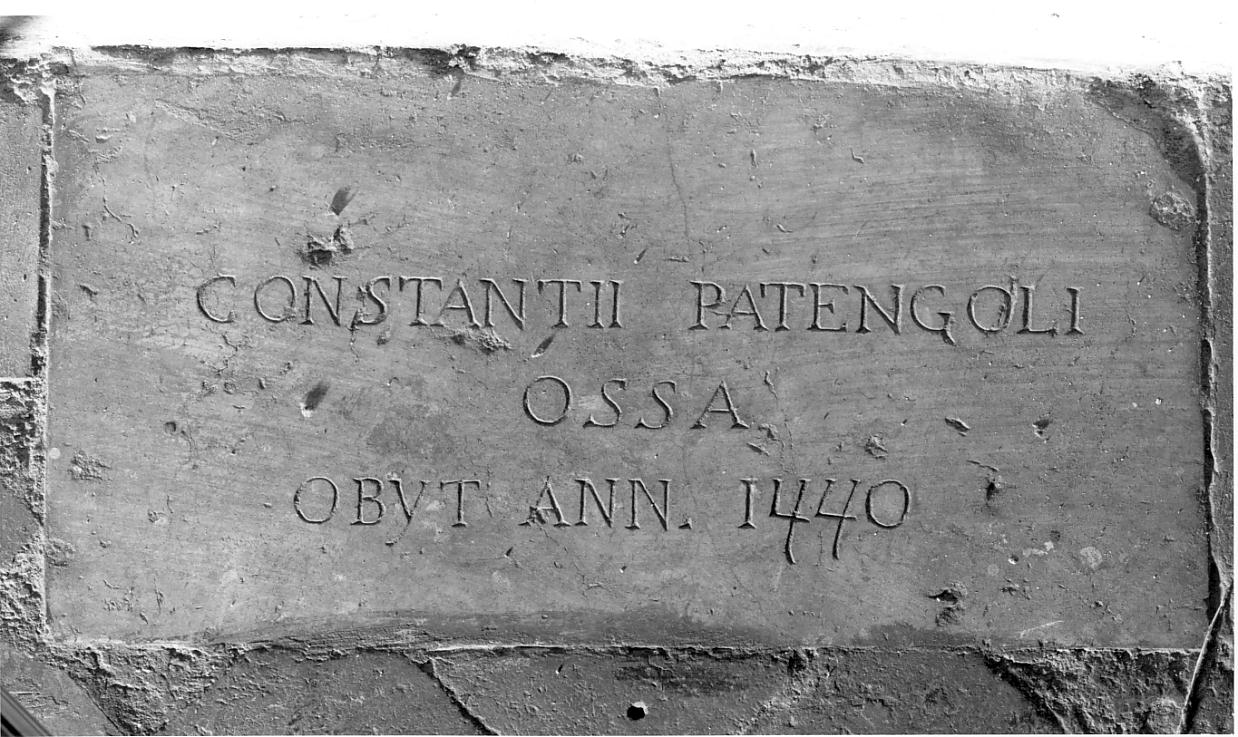 CONSTANTII PATENGOLI
OSSA
OBYT ANN. 1440